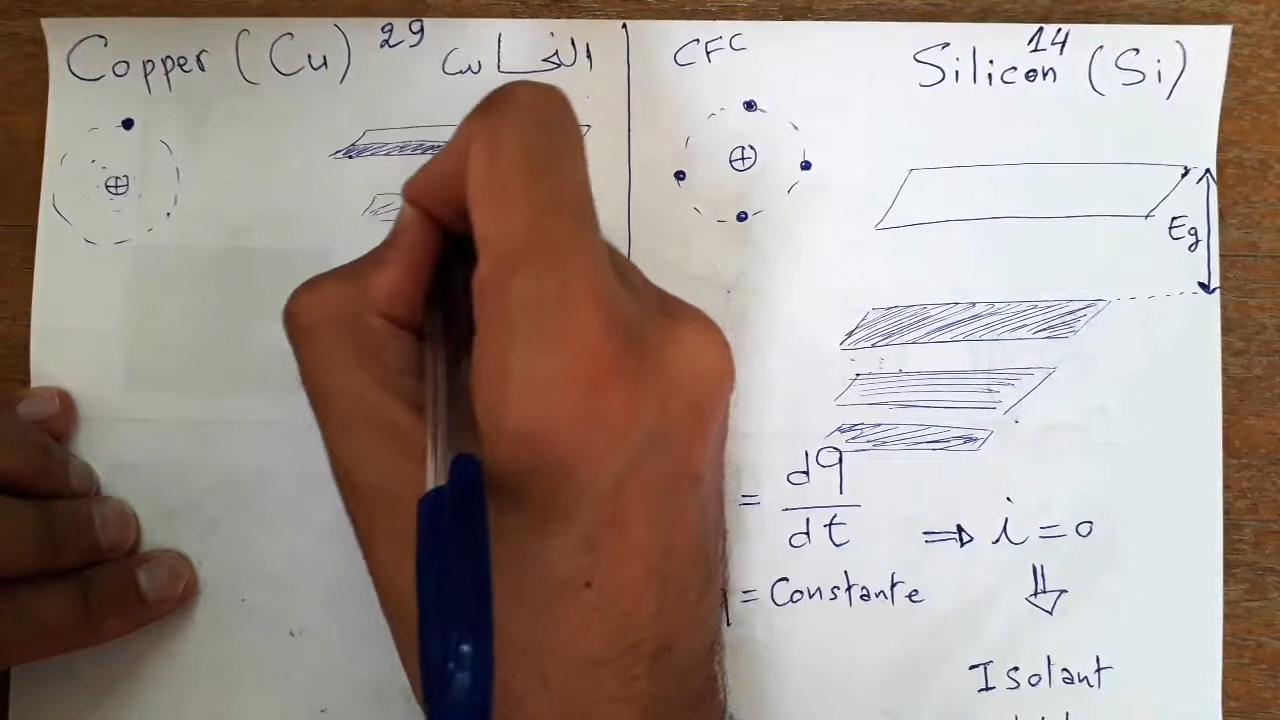 Copper (Cu) 29 النحاس
CFC
Silicon 14 (Si)
Eg
= dq/dt ⇒ i = 0
⇓
= Constante
Isolant